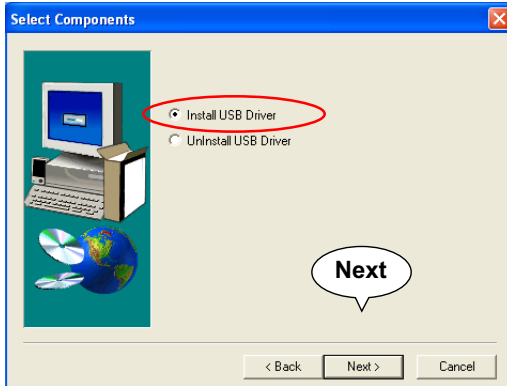 Select Components
Install USB Driver
UnInstall USB Driver
Next
< Back
Next >
Cancel